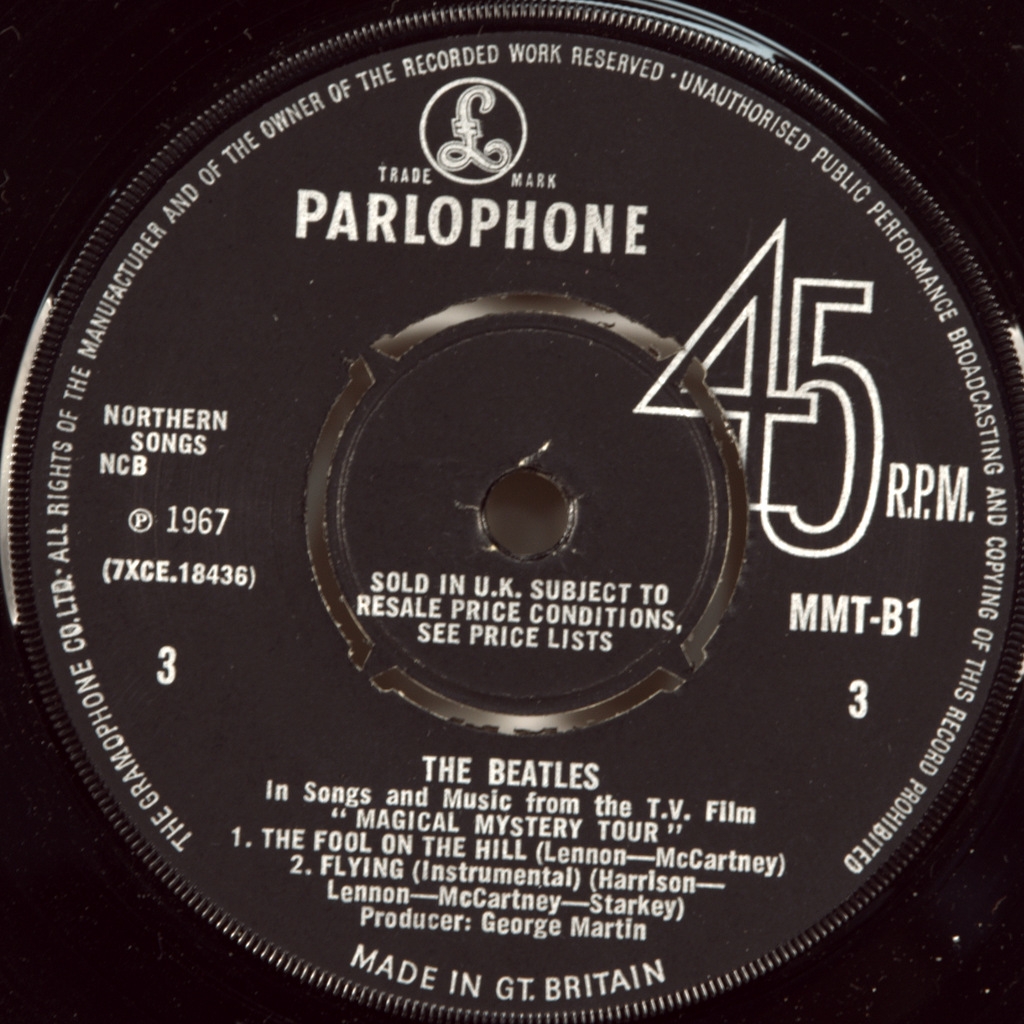 THE GRAMOPHONE CO.LTD. ALL RIGHTS OF THE MANUFACTURER AND OF THE OWNER OF THE RECORDED WORK RESERVED · UNAUTHORISED PUBLIC PERFORMANCE BROADCASTING AND COPYING OF THIS RECORD PROHIBITED
£
TRADE MARK
PARLOPHONE
45
R.P.M.
NORTHERN
SONGS
NCB
℗ 1967
(7XCE.18436)
3
SOLD IN U.K. SUBJECT TO
RESALE PRICE CONDITIONS,
SEE PRICE LISTS
MMT-B1
3
THE BEATLES
In Songs and Music from the T.V. Film
" MAGICAL MYSTERY TOUR "
1. THE FOOL ON THE HILL (Lennon—McCartney)
2. FLYING (Instrumental) (Harrison—
Lennon—McCartney—Starkey)
Producer: George Martin
MADE IN GT. BRITAIN